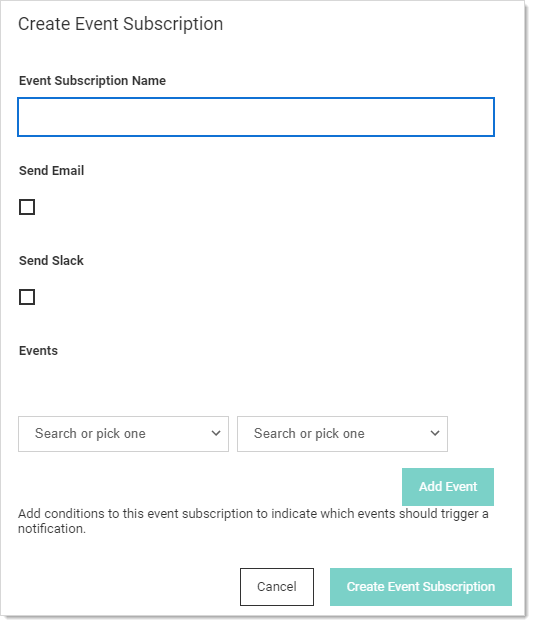 Create Event Subscription
Event Subscription Name
Send Email
Send Slack
Events
Search or pick one Search or pick one
Add Event
Add conditions to this event subscription to indicate which events should trigger a
notification.
Cancel Create Event Subscription